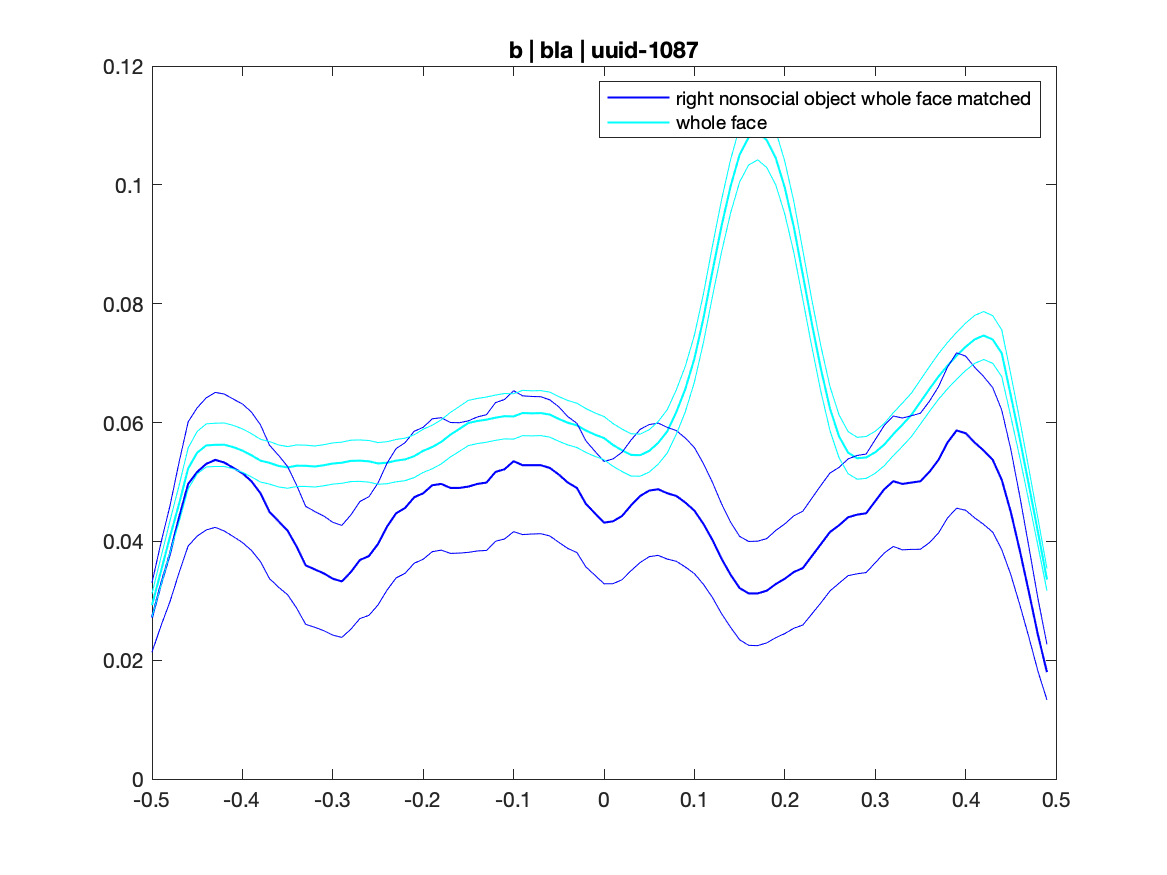 b | bla | uuid-1087
0.12
right nonsocial object whole face matched
whole face
0.1
0.08
0.06
0.04
0.02
0
-0.5 -0.4 -0.3 -0.2 -0.1 0 0.1 0.2 0.3 0.4 0.5